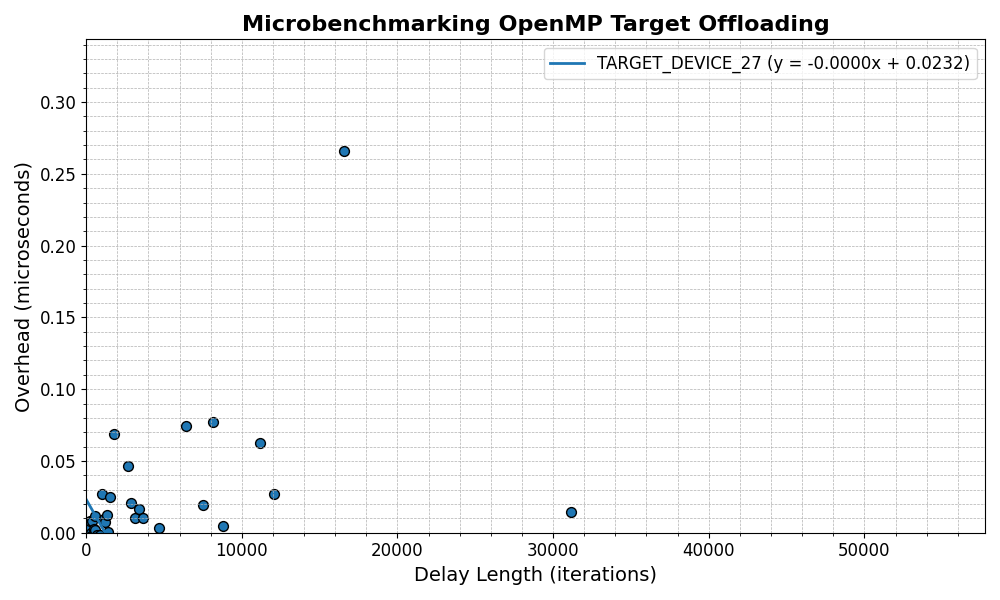 Microbenchmarking OpenMP Target Offloading
TARGET_DEVICE_27 (y = -0.0000x + 0.0232)
Overhead (microseconds)
0.30
0.25
0.20
0.15
0.10
0.05
0.00
0 10000 20000 30000 40000 50000
Delay Length (iterations)